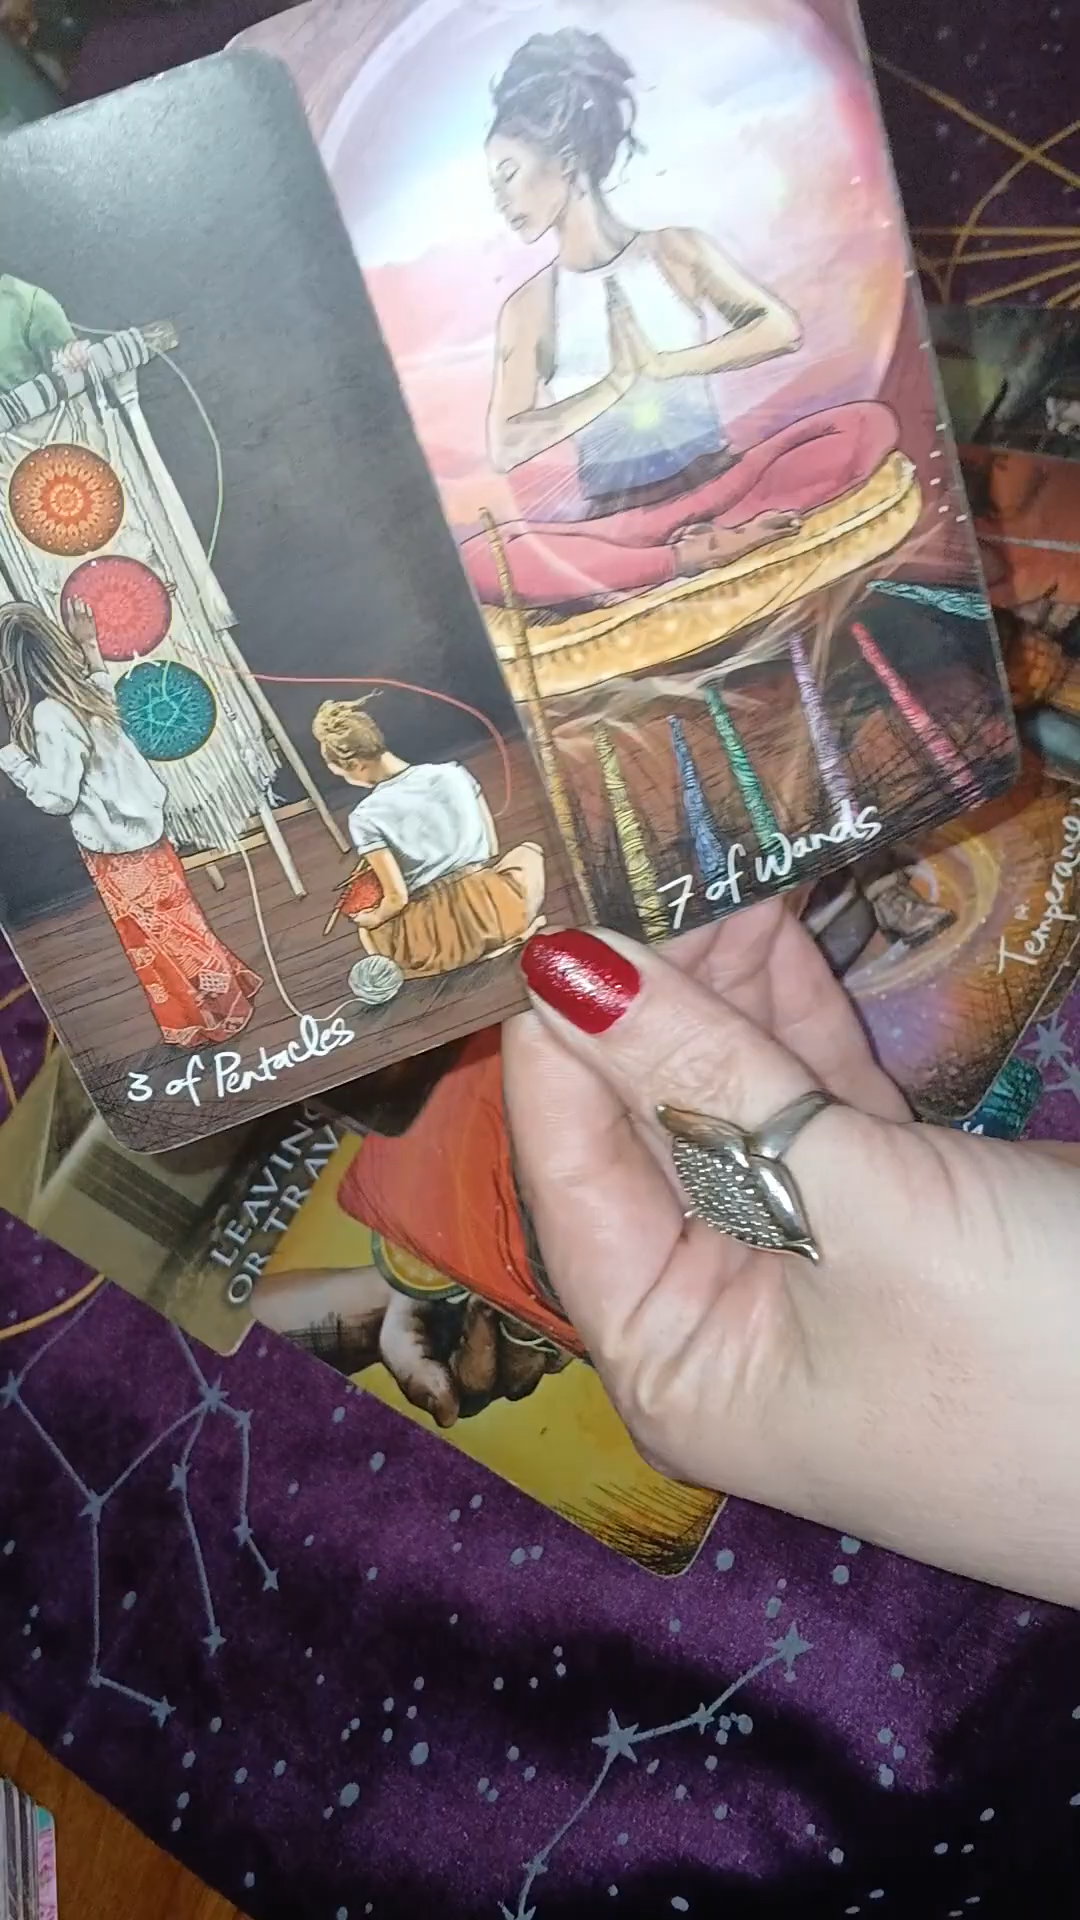 3 of Pentacles
7 of Wands
Temperance
LEAVING
OR TRAV